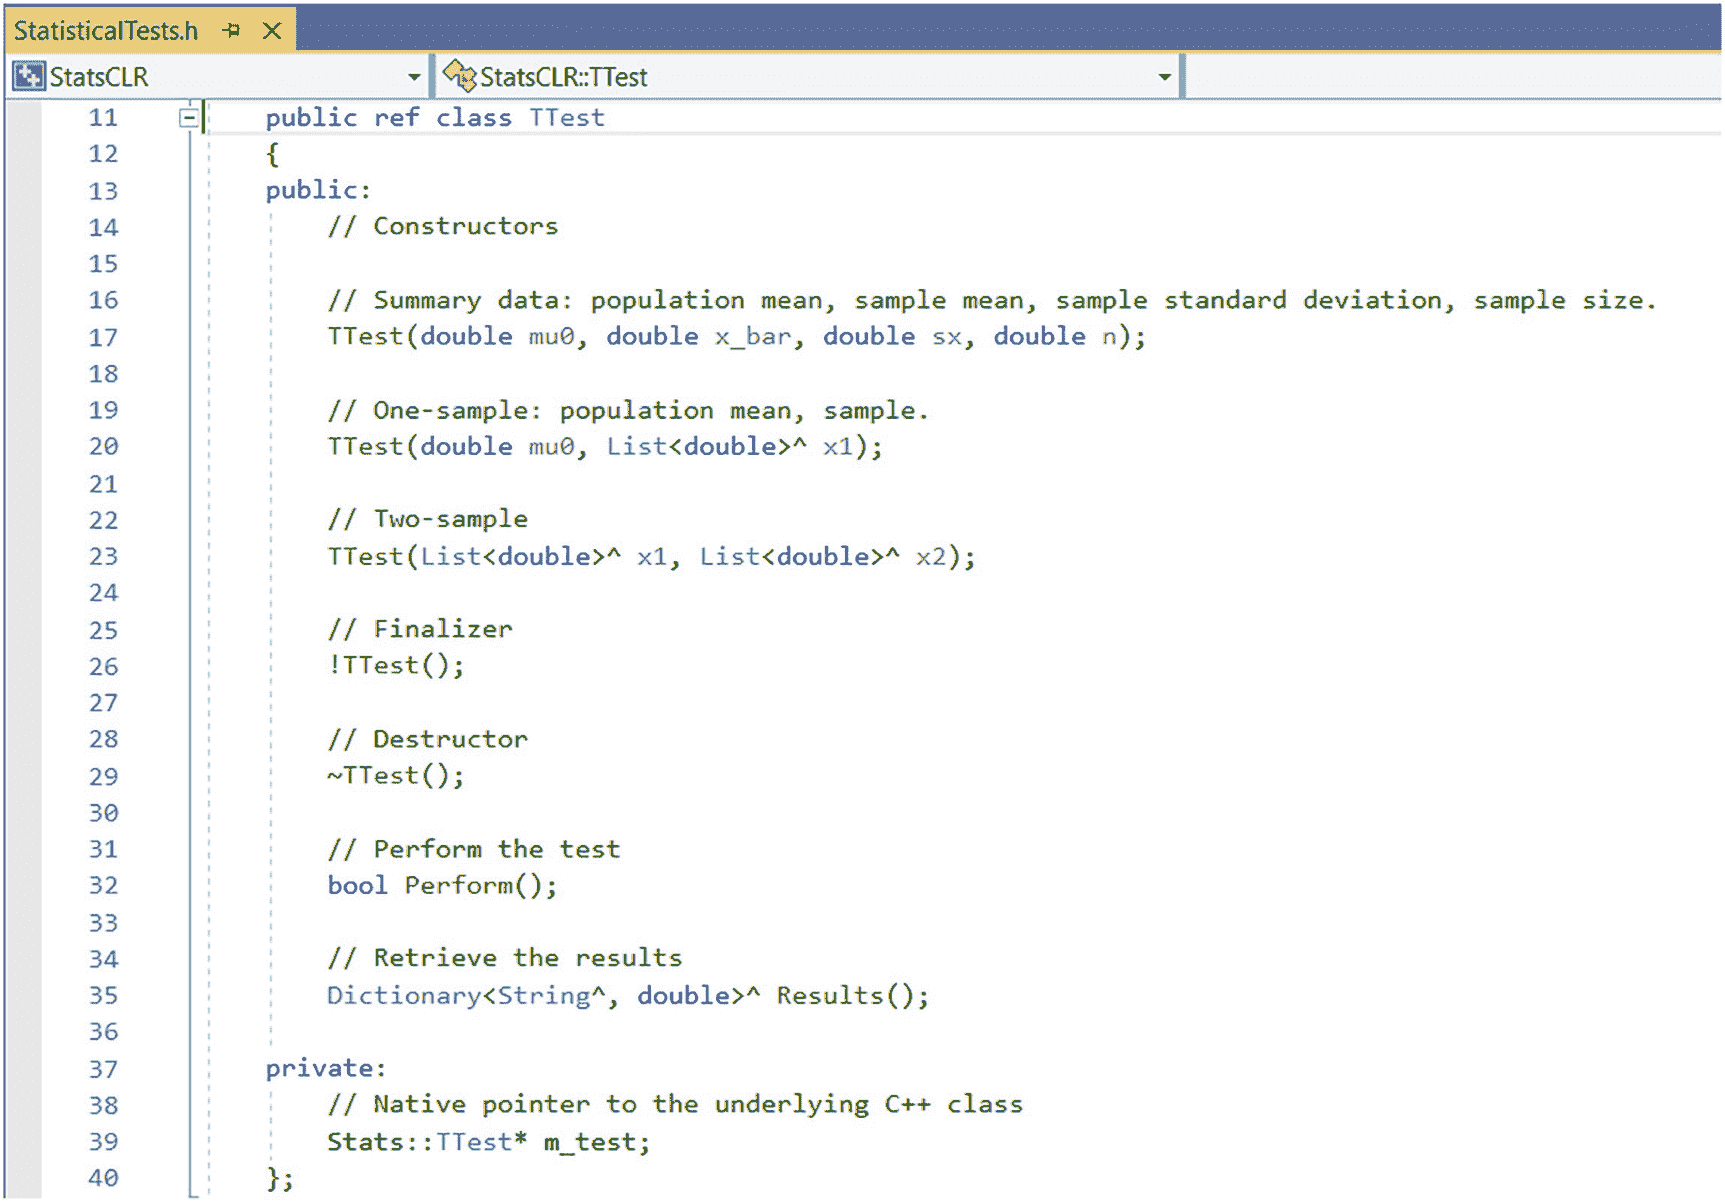 StatisticalTests.h
StatsCLR StatsCLR::TTest
11 public ref class TTest
12 {
13 public:
14 // Constructors
15
16 // Summary data: population mean, sample mean, sample standard deviation, sample size.
17 TTest(double mu0, double x_bar, double sx, double n);
18
19 // One-sample: population mean, sample.
20 TTest(double mu0, List<double>^ x1);
21
22 // Two-sample
23 TTest(List<double>^ x1, List<double>^ x2);
24
25 // Finalizer
26 !TTest();
27
28 // Destructor
29 ~TTest();
30
31 // Perform the test
32 bool Perform();
33
34 // Retrieve the results
35 Dictionary<String^, double>^ Results();
36
37 private:
38 // Native pointer to the underlying C++ class
39 Stats::TTest* m_test;
40 };